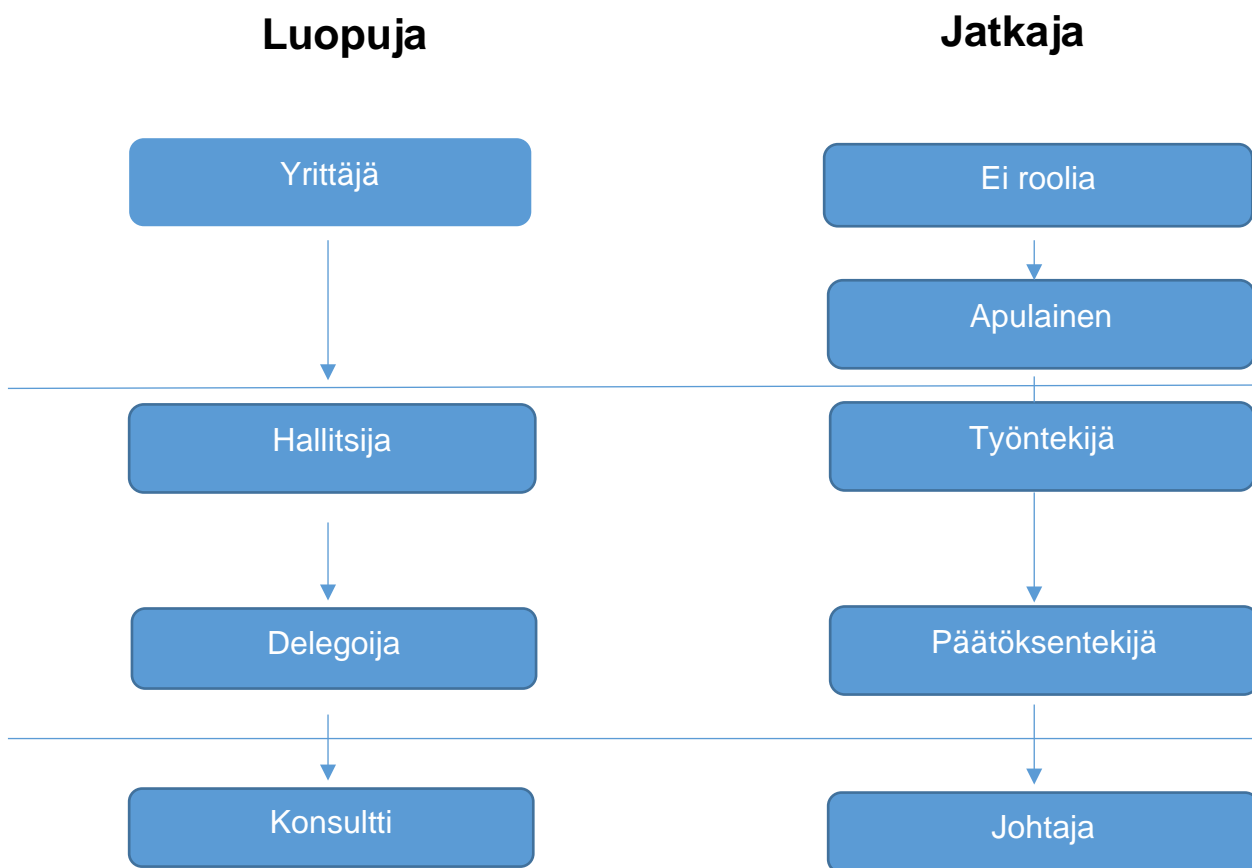 Luopuja
Jatkaja
Yrittäjä
Ei roolia
Apulainen
Hallitsija
Työntekijä
Delegoija
Päätöksentekijä
Konsultti
Johtaja